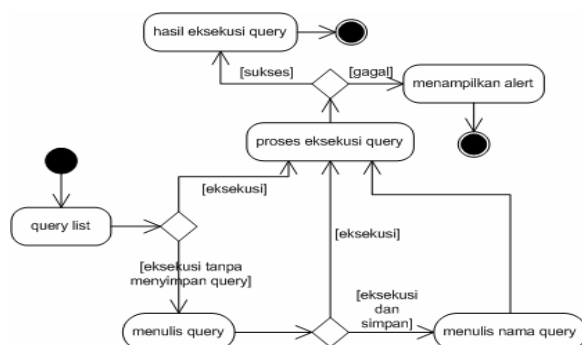 hasil eksekusi query
[sukses]
[gagal]
menampilkan alert
proses eksekusi query
[eksekusi]
query list
[eksekusi]
[eksekusi tanpa
menyimpan query]
[eksekusi
dan
simpan]
menulis query
menulis nama query